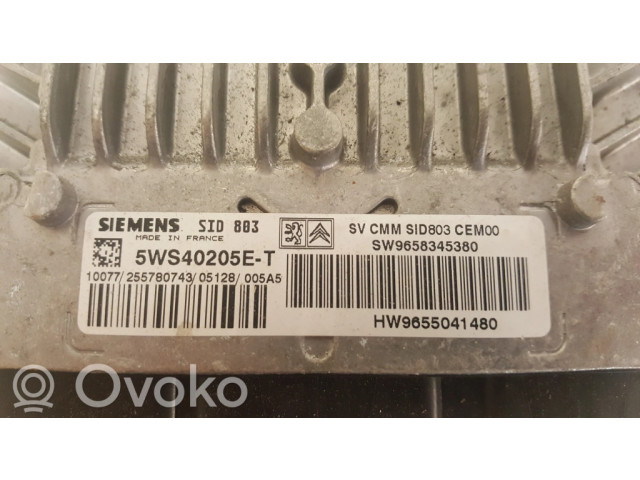 SIEMENS SID 803
MADE IN FRANCE
5WS40205E-T
10077/255780743/05128/005A5
SV CMM SID803 CEM00
SW9658345380
HW9655041480
Ovoko